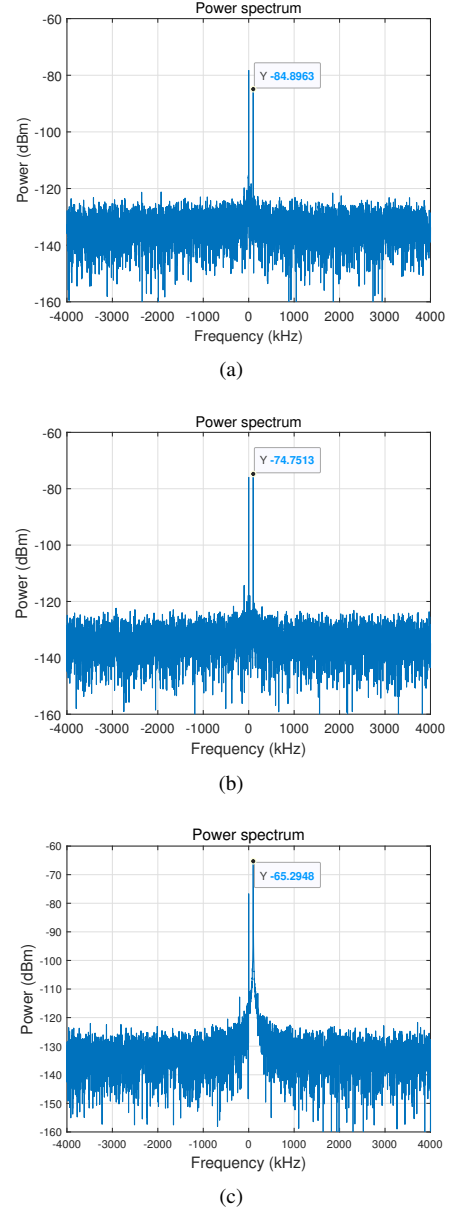 Power spectrum
-60
-80
-100
-120
-140
-160
Power (dBm)
Y -84.8963
-4000 -3000 -2000 -1000 0 1000 2000 3000 4000
Frequency (kHz)
(a)
Power spectrum
-60
-80
-100
-120
-140
-160
Power (dBm)
Y -74.7513
-4000 -3000 -2000 -1000 0 1000 2000 3000 4000
Frequency (kHz)
(b)
Power spectrum
-60
-70
-80
-90
-100
-110
-120
-130
-140
-150
-160
Power (dBm)
Y -65.2948
-4000 -3000 -2000 -1000 0 1000 2000 3000 4000
Frequency (kHz)
(c)